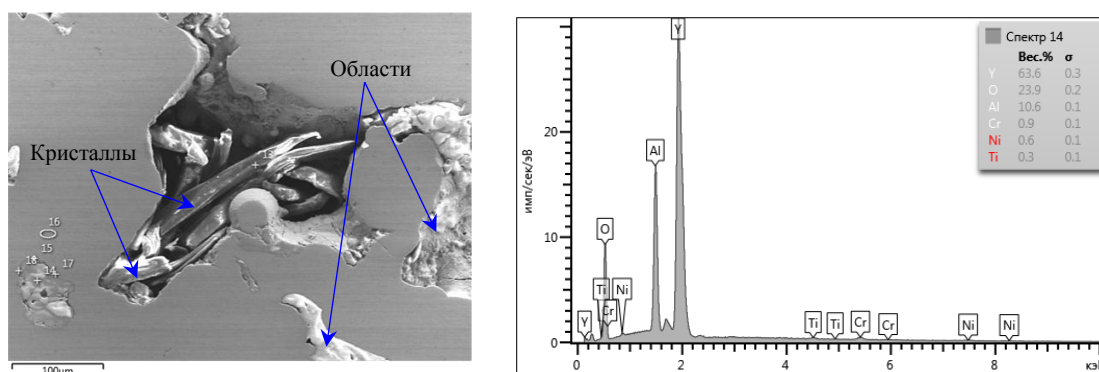 Области
Кристаллы
13
16
15
18
14
17
100μm
имп/сек/эВ
20
10
0
Y
Al
O
Ti
Cr
Ni
Y
Ti
Ti
Cr
Cr
Ni
Ni
0
2
4
6
8
кэ
Спектр 14
Вес.% σ
Y 63.6 0.3
O 23.9 0.2
Al 10.6 0.1
Cr 0.9 0.1
Ni 0.6 0.1
Ti 0.3 0.1